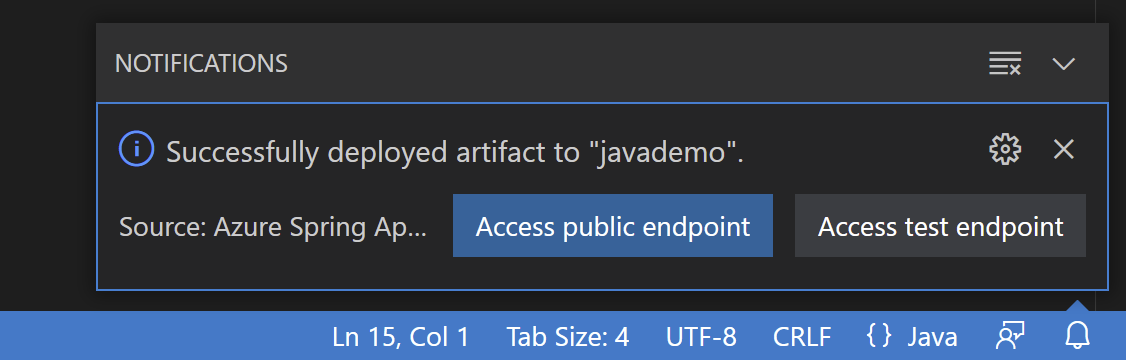 NOTIFICATIONS
Successfully deployed artifact to "javademo".
Source: Azure Spring Ap... Access public endpoint Access test endpoint
Ln 15, Col 1 Tab Size: 4 UTF-8 CRLF {} Java